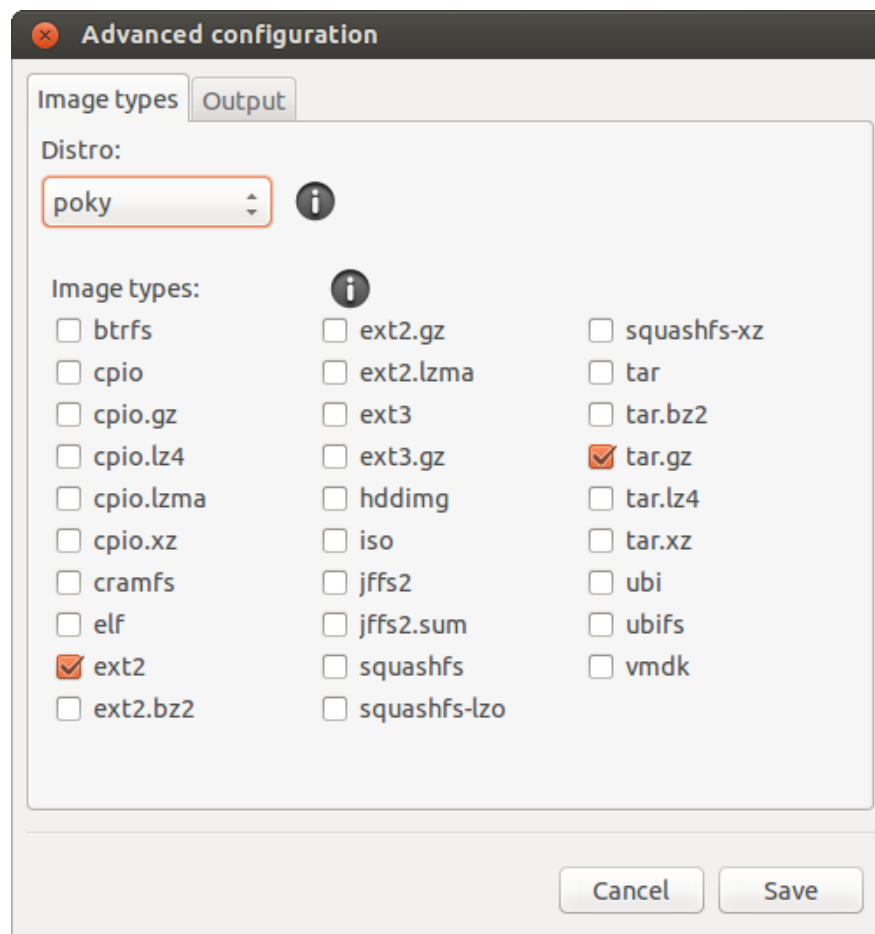 Advanced configuration
Image types Output
Distro:
poky
Image types:
btrfs ext2.gz squashfs-xz
cpio ext2.lzma tar
cpio.gz ext3 tar.bz2
cpio.lz4 ext3.gz tar.gz
cpio.lzma hddimg tar.lz4
cpio.xz iso tar.xz
cramfs jffs2 ubi
elf jffs2.sum ubifs
ext2 squashfs vmdk
ext2.bz2 squashfs-lzo
Cancel Save